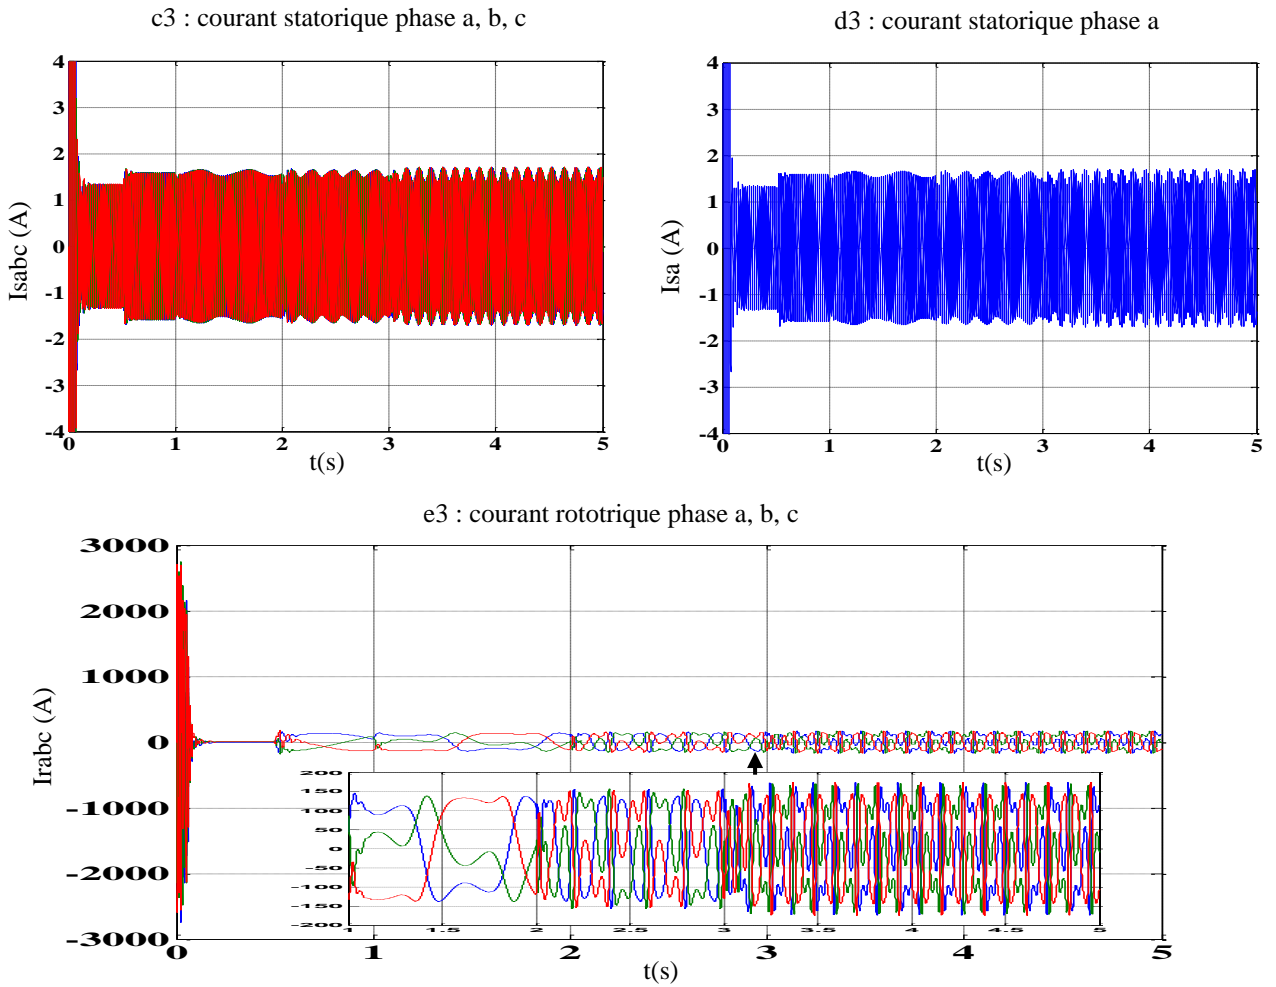 c3 : courant statorique phase a, b, c
d3 : courant statorique phase a
4
3
2
1
0
-1
-2
-3
-4
Isabc (A)
0 1 2 3 4 5
t(s)
4
3
2
1
0
-1
-2
-3
-4
Isa (A)
0 1 2 3 4 5
t(s)
e3 : courant rototrique phase a, b, c
3000
2000
1000
0
-1000
-2000
-3000
Irabc (A)
200
150
100
50
0
-50
-100
-150
-200
1 1.5 2 2.5 3 3.5 4 4.5 5
0 1 2 3 4 5
t(s)